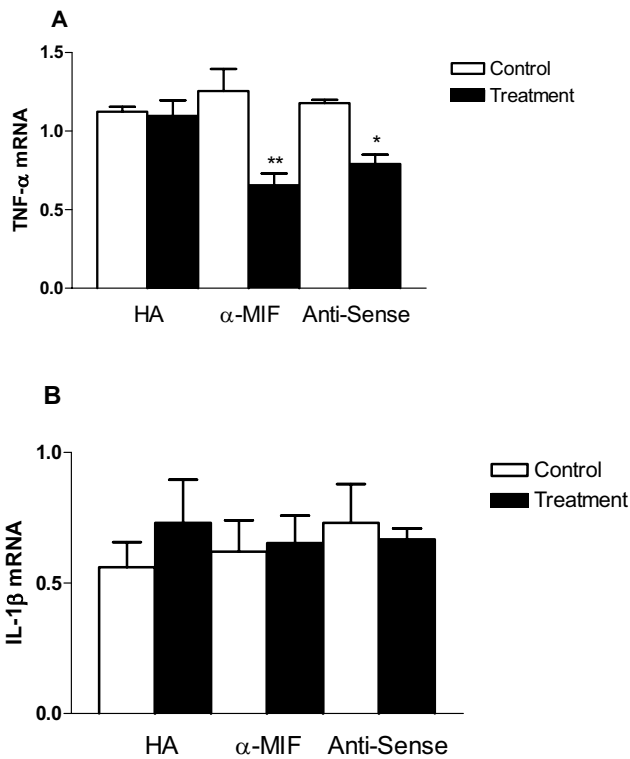 A
TNF-α mRNA
1.5
1.0
0.5
0.0
**
*
HA
α-MIF
Anti-Sense
Control
Treatment
B
IL-1β mRNA
1.0
0.5
0.0
HA
α-MIF
Anti-Sense
Control
Treatment